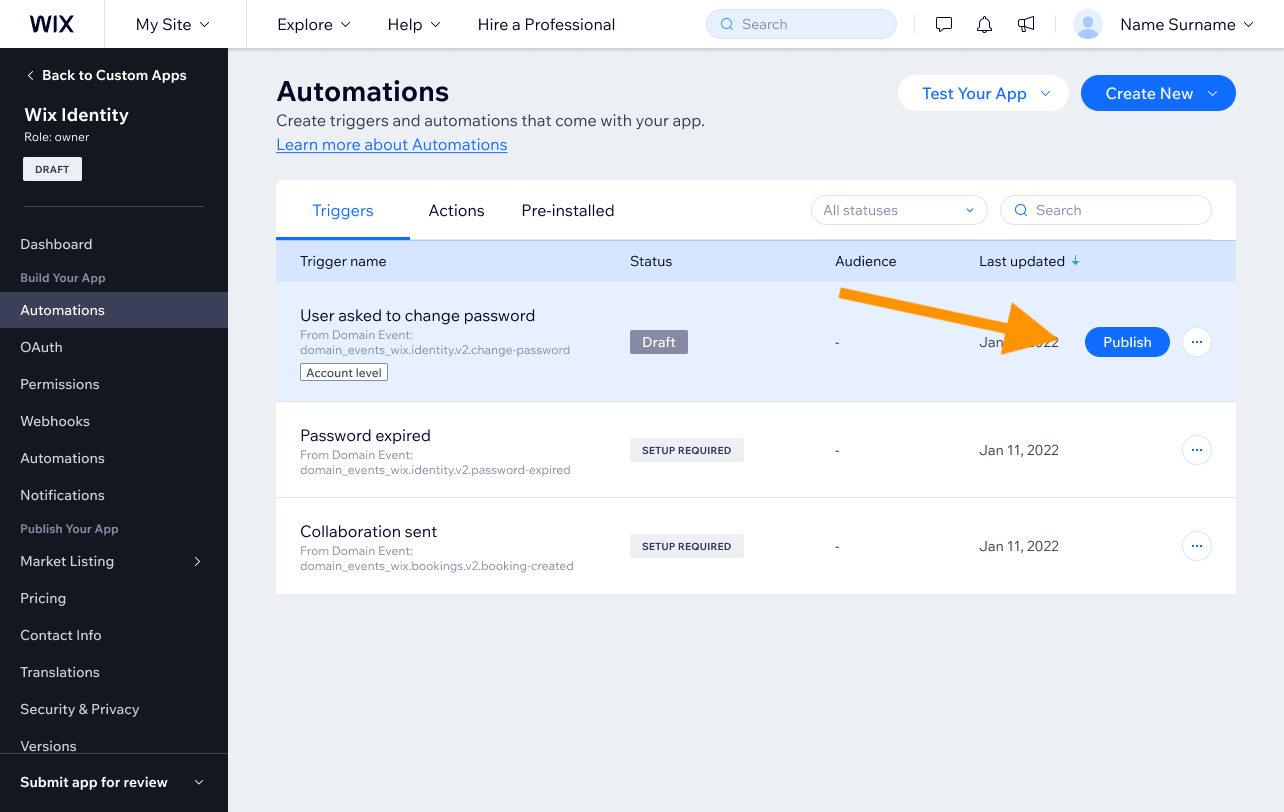 WIX
My Site
Explore
Help
Hire a Professional
Search
Name Surname
Back to Custom Apps
Wix Identity
Role: owner
DRAFT
Dashboard
Build Your App
Automations
OAuth
Permissions
Webhooks
Automations
Notifications
Publish Your App
Market Listing
Pricing
Contact Info
Translations
Security & Privacy
Versions
Submit app for review
Automations
Create triggers and automations that come with your app.
Learn more about Automations
Test Your App
Create New
Triggers
Actions
Pre-installed
All statuses
Search
Trigger name
Status
Audience
Last updated
User asked to change password
From Domain Event:
domain_events_wix.identity.v2.change-password
Account level
Draft
-
Jan 2022
Publish
Password expired
From Domain Event:
domain_events_wix.identity.v2.password-expired
SETUP REQUIRED
-
Jan 11, 2022
Collaboration sent
From Domain Event:
domain_events_wix.bookings.v2.booking-created
SETUP REQUIRED
-
Jan 11, 2022